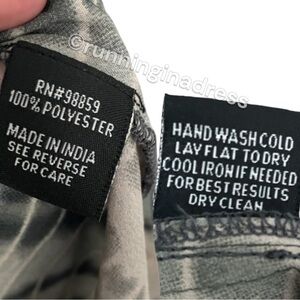 ©runninginadress
RN#98859
100% POLYESTER
MADE IN INDIA
SEE REVERSE
FOR CARE
HAND WASH COLD
LAY FLAT TO DRY
COOL IRON IF NEEDED
FOR BEST RESULTS
DRY CLEAN